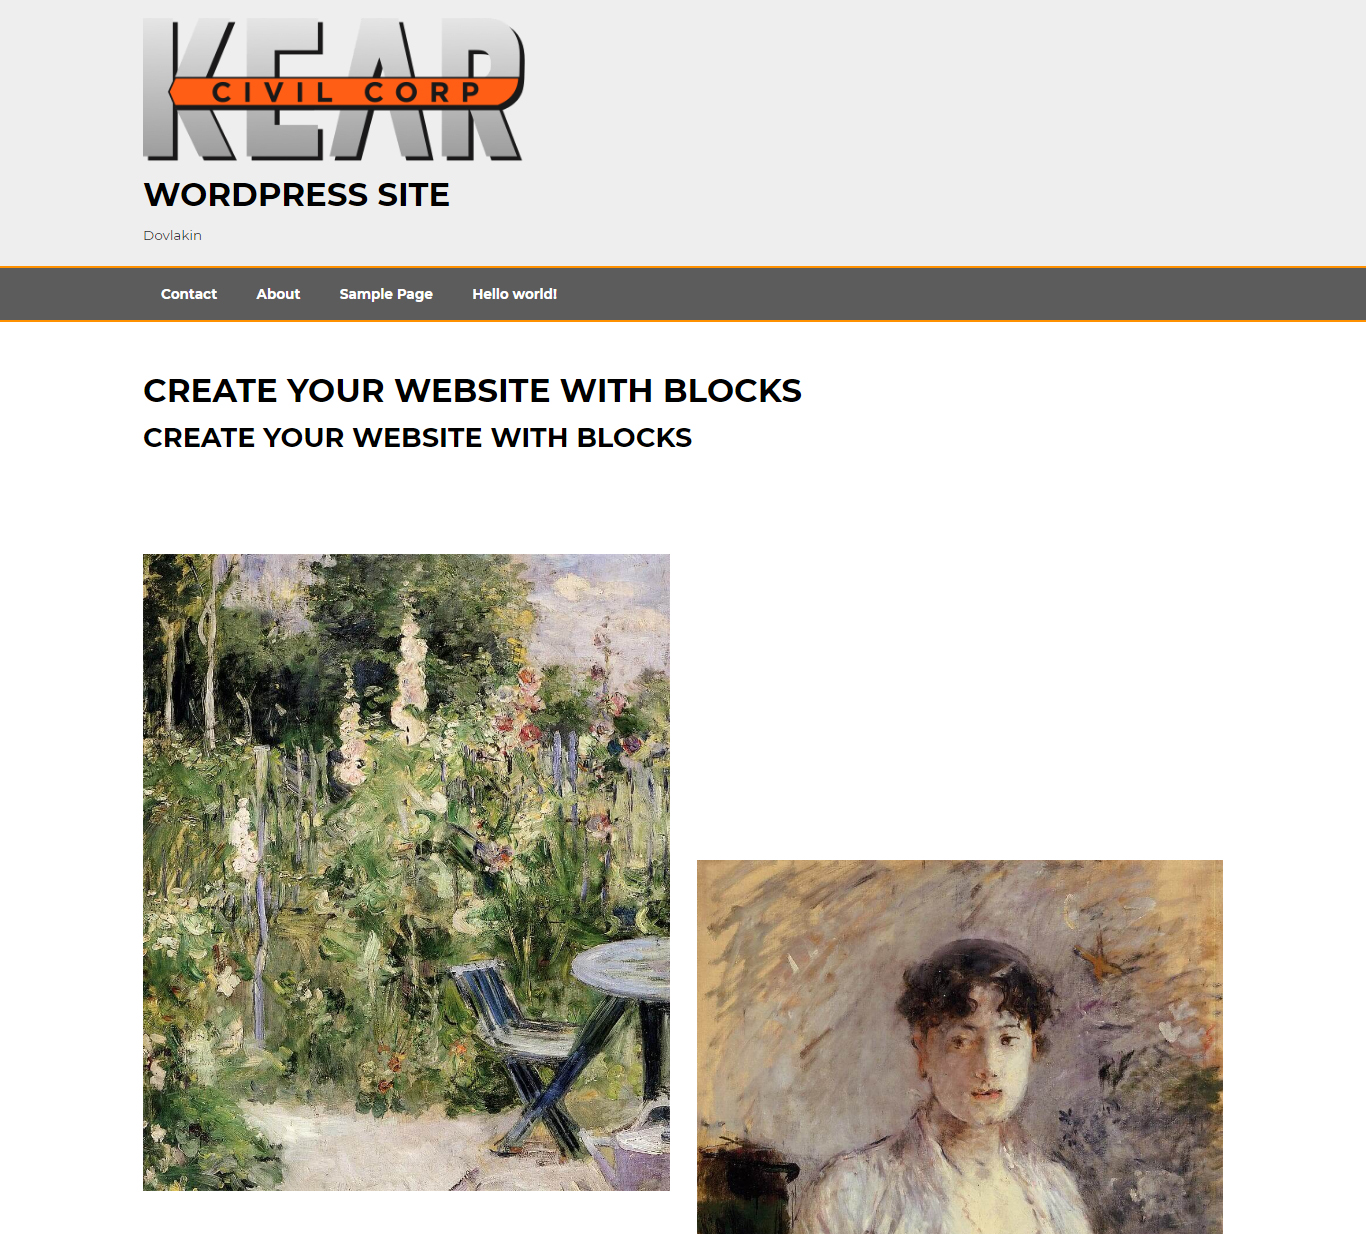 KEAR
CIVIL CORP
WORDPRESS SITE
Dovlakin
Contact About Sample Page Hello world!
CREATE YOUR WEBSITE WITH BLOCKS
CREATE YOUR WEBSITE WITH BLOCKS